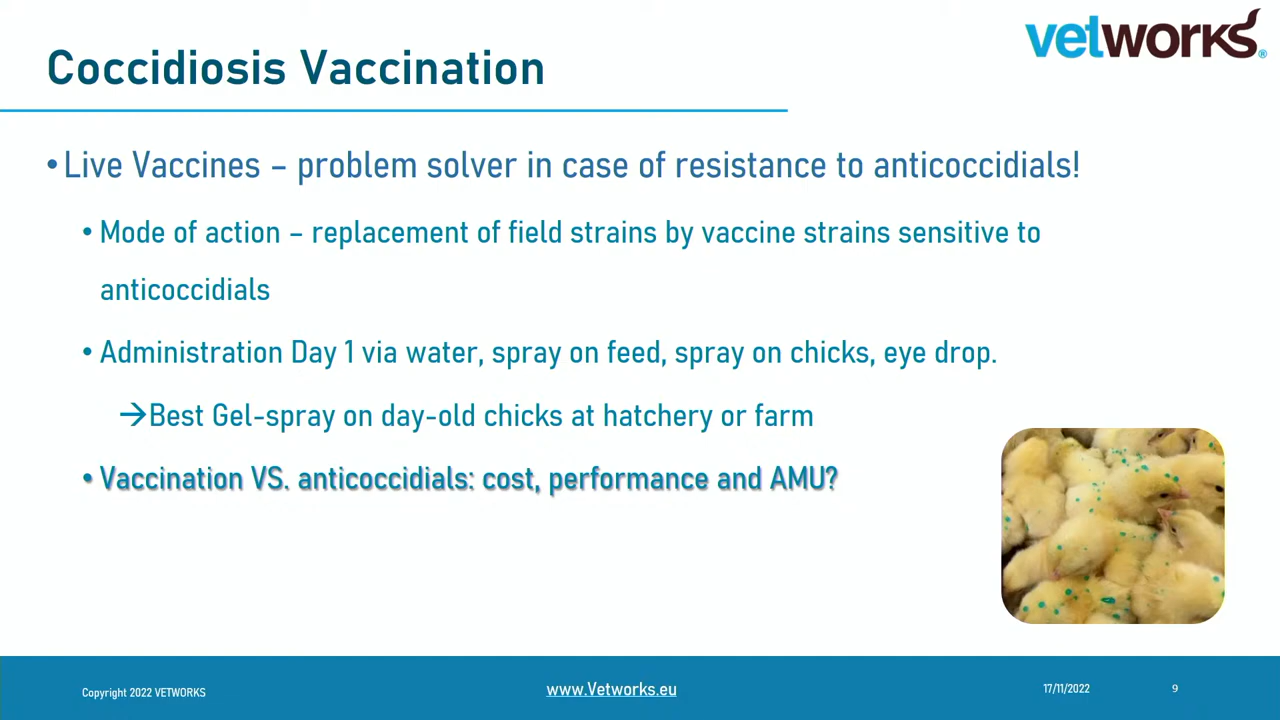 vetworks®
Coccidiosis Vaccination
• Live Vaccines – problem solver in case of resistance to anticoccidials!
• Mode of action – replacement of field strains by vaccine strains sensitive to
anticoccidials
• Administration Day 1 via water, spray on feed, spray on chicks, eye drop.
→Best Gel-spray on day-old chicks at hatchery or farm
• Vaccination VS. anticoccidials: cost, performance and AMU?
Copyright 2022 VETWORKS
www.Vetworks.eu
17/11/2022
9